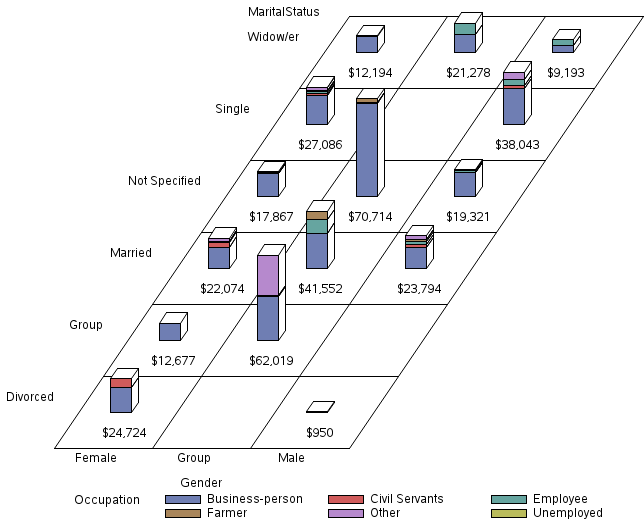 MaritalStatus
Widow/er
$12,194 $21,278 $9,193
Single
$27,086 $38,043
Not Specified
$17,867 $70,714 $19,321
Married
$22,074 $41,552 $23,794
Group
$12,677 $62,019
Divorced
$24,724 $950
Female Group Male
Gender
Occupation Business-person Civil Servants Employee
Farmer Other Unemployed